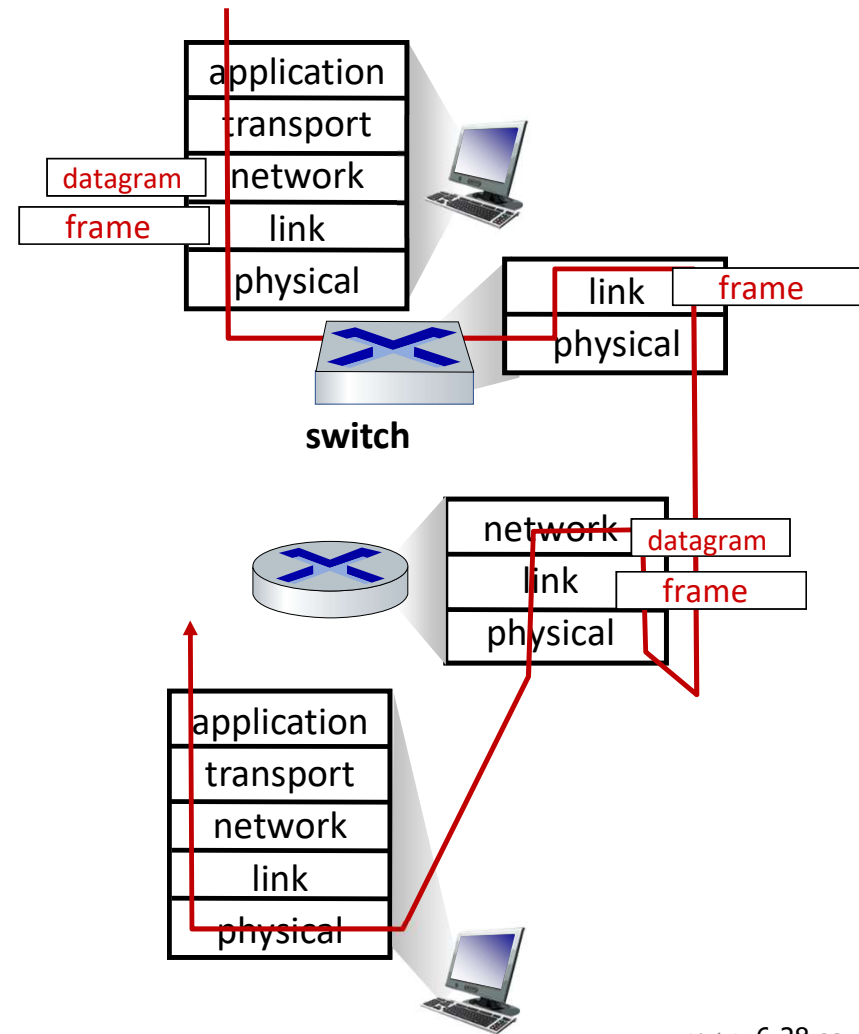 application
transport
datagram
network
frame
link
physical
link
frame
physical
switch
network
datagram
link
frame
physical
application
transport
network
link
physical